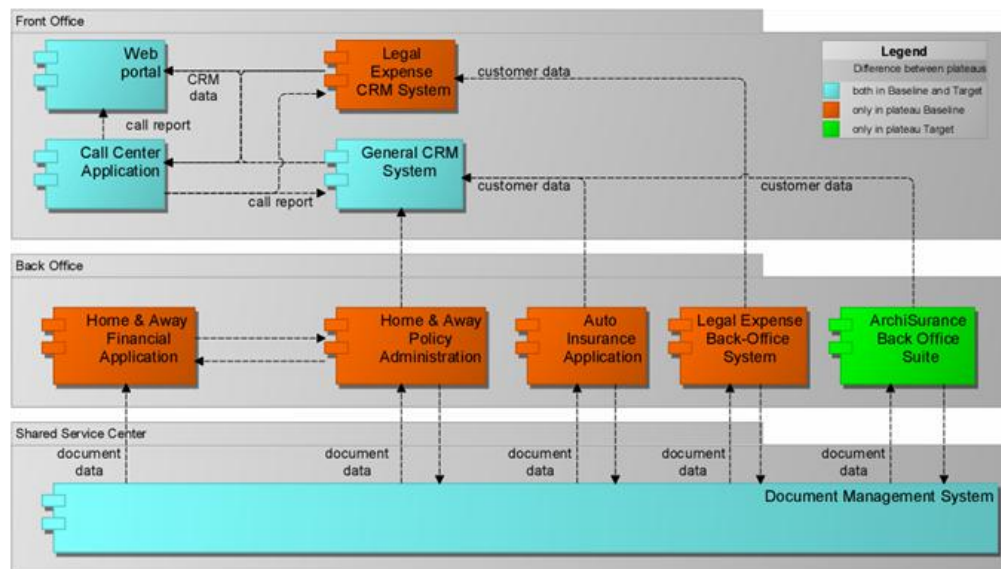 Front Office
Web
portal
CRM
data
Legal
Expense
CRM System
customer data
Legend
Difference between plateaus
both in Baseline and Target
only in plateau Baseline
only in plateau Target
call report
Call Center
Application
General CRM
System
call report
customer data
customer data
Back Office
Home & Away
Financial
Application
Home & Away
Policy
Administration
Auto
Insurance
Application
Legal Expense
Back-Office
System
ArchiSurance
Back Office
Suite
Shared Service Center
document
data
document
data
document
data
document
data
document
data
Document Management System